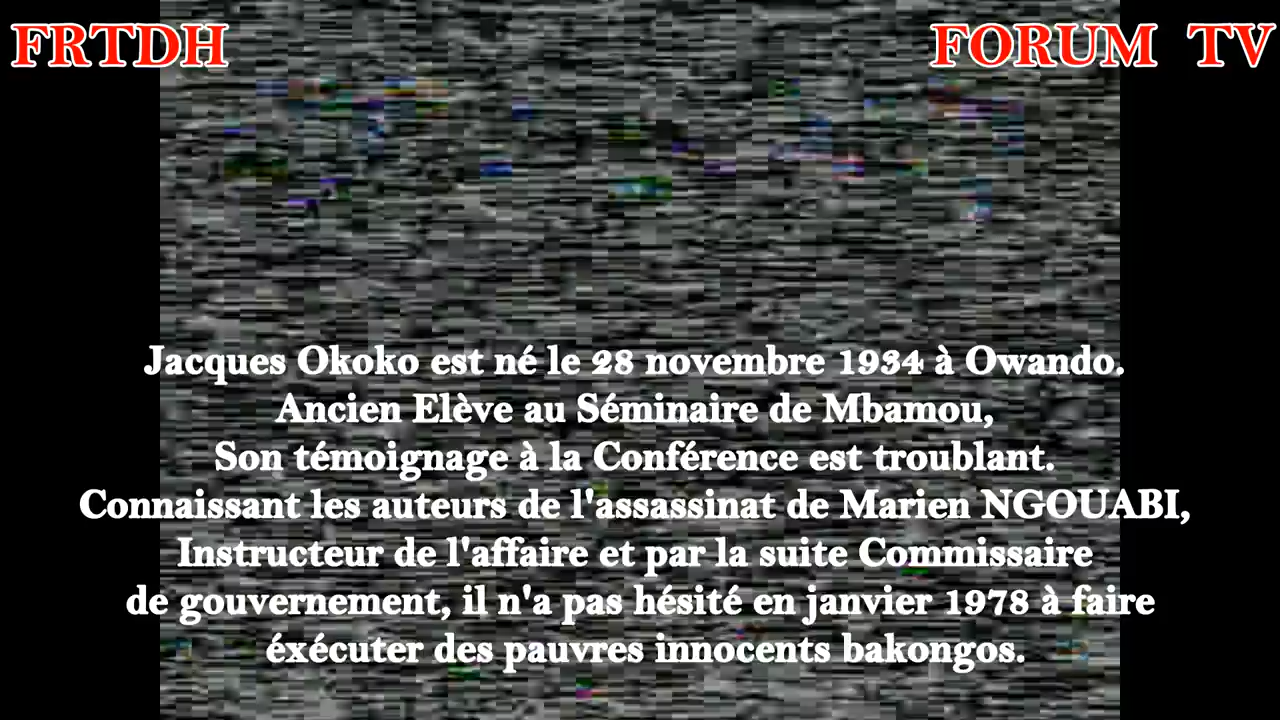 FRTDH
FORUM TV
Jacques Okoko est né le 28 novembre 1934 à Owando.
Ancien Elève au Séminaire de Mbamou,
Son témoignage à la Conférence est troublant.
Connaissant les auteurs de l'assassinat de Marien NGOUABI,
Instructeur de l'affaire et par la suite Commissaire
de gouvernement, il n'a pas hésité en janvier 1978 à faire
éxécuter des pauvres innocents bakongos.